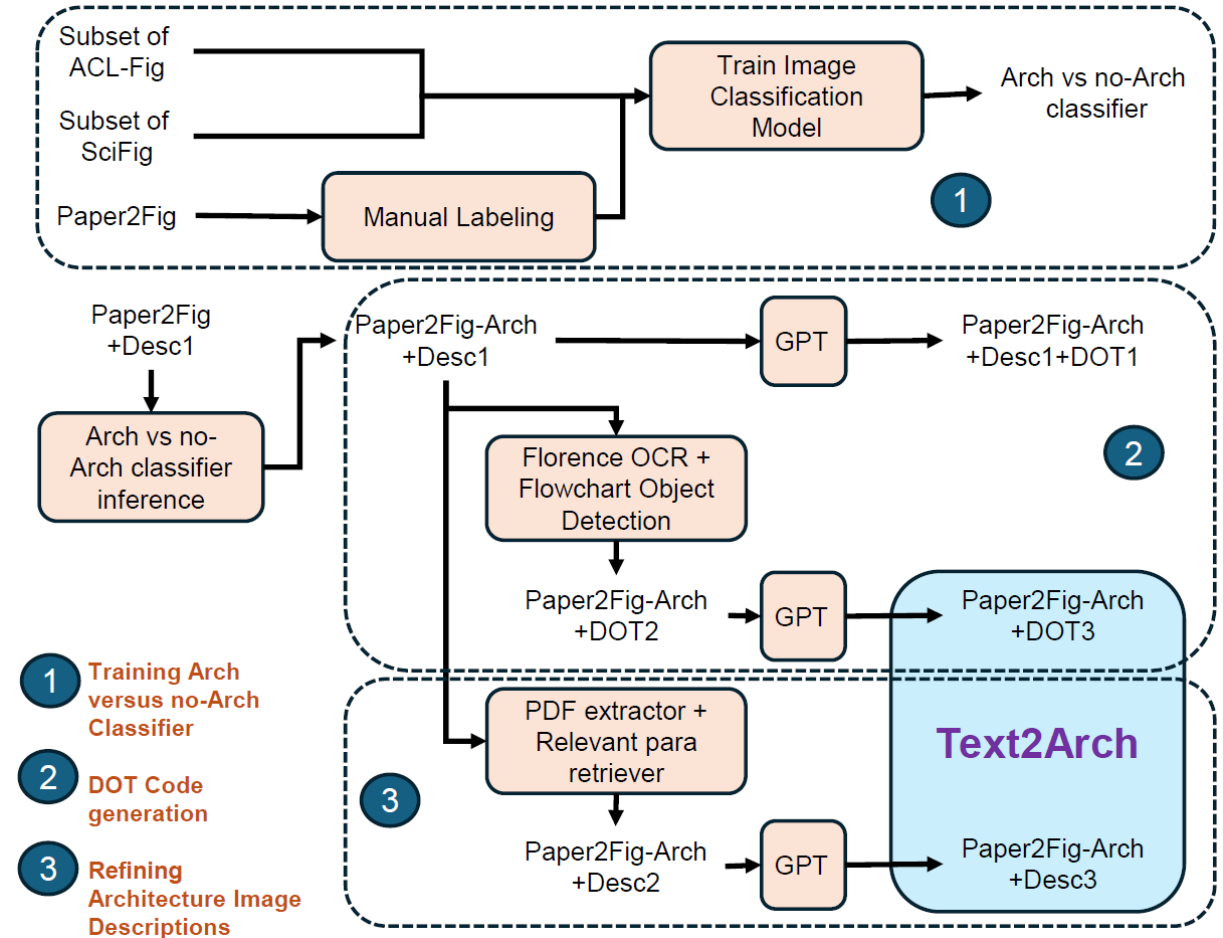 Subset of
ACL-Fig
Subset of
SciFig
Paper2Fig
Manual Labeling
Train Image
Classification
Model
Arch vs no-Arch
classifier
1
Paper2Fig
+Desc1
Arch vs no-
Arch classifier
inference
Paper2Fig-Arch
+Desc1
GPT
Paper2Fig-Arch
+Desc1+DOT1
Florence OCR +
Flowchart Object
Detection
2
Paper2Fig-Arch
+DOT2
GPT
Paper2Fig-Arch
+DOT3
PDF extractor +
Relevant para
retriever
Text2Arch
3
Paper2Fig-Arch
+Desc2
GPT
Paper2Fig-Arch
+Desc3
1
Training Arch
versus no-Arch
Classifier
2
DOT Code
generation
3
Refining
Architecture Image
Descriptions